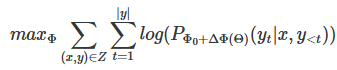 max_Φ ∑_{(x,y)∈Z} ∑_{t=1}^{|y|} log(P_{Φ_0+ΔΦ(Θ)}(y_t|x, y_{<t}))